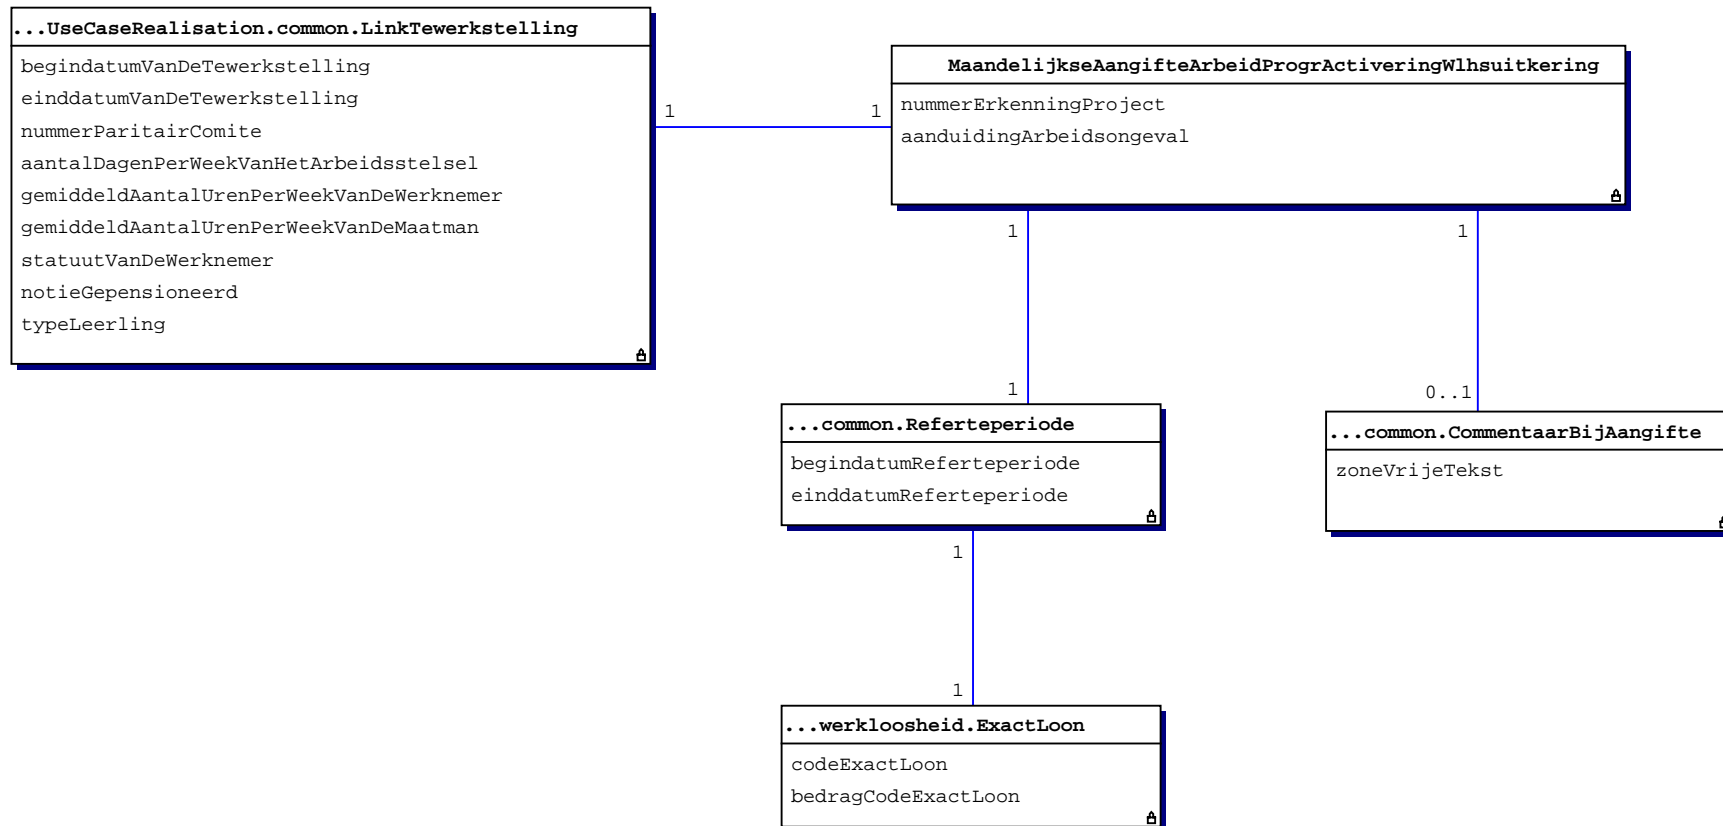 ...UseCaseRealisation.common.LinkTewerkstelling
begindatumVanDeTewerkstelling
einddatumVanDeTewerkstelling
nummerParitairComite
aantalDagenPerWeekVanHetArbeidsstelsel
gemiddeldAantalUrenPerWeekVanDeWerknemer
gemiddeldAantalUrenPerWeekVanDeMaatman
statuutVanDeWerknemer
notieGepensioneerd
typeLeerling
1
1
MaandelijkseAangifteArbeidProgrActiveringWlhsuitkering
nummerErkenningProject
aanduidingArbeidsongeval
1
1
1
0..1
...common.Referteperiode
begindatumReferteperiode
einddatumReferteperiode
...common.CommentaarBijAangifte
zoneVrijeTekst
1
1
...werkloosheid.ExactLoon
codeExactLoon
bedragCodeExactLoon